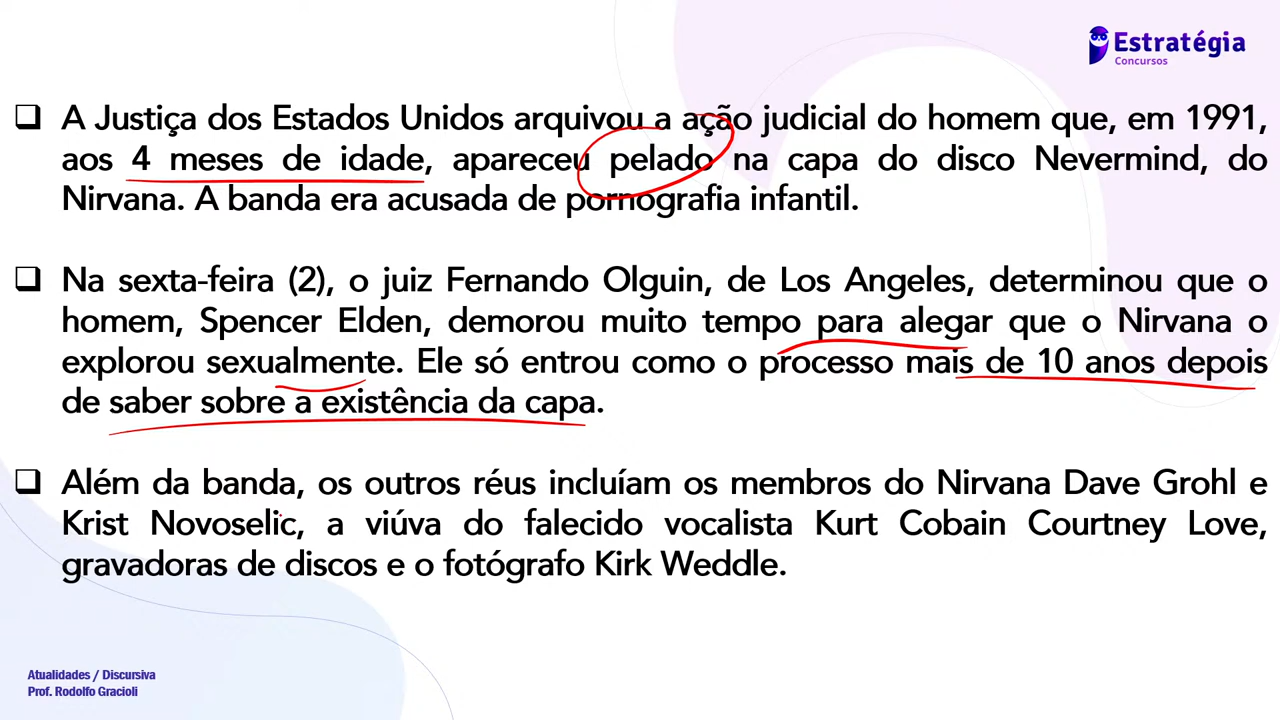 Estratégia
Concursos
❑ A Justiça dos Estados Unidos arquivou a ação judicial do homem que, em 1991,
aos 4 meses de idade, apareceu pelado na capa do disco Nevermind, do
Nirvana. A banda era acusada de pornografia infantil.
❑ Na sexta-feira (2), o juiz Fernando Olguin, de Los Angeles, determinou que o
homem, Spencer Elden, demorou muito tempo para alegar que o Nirvana o
explorou sexualmente. Ele só entrou como o processo mais de 10 anos depois
de saber sobre a existência da capa.
❑ Além da banda, os outros réus incluíam os membros do Nirvana Dave Grohl e
Krist Novoselic, a viúva do falecido vocalista Kurt Cobain Courtney Love,
gravadoras de discos e o fotógrafo Kirk Weddle.
Atualidades / Discursiva
Prof. Rodolfo Gracioli